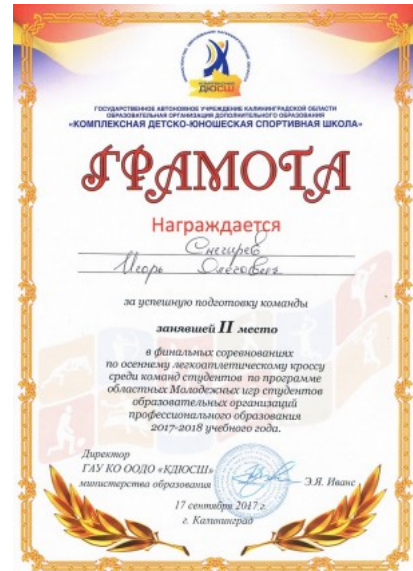 ДЮСШ
ГОСУДАРСТВЕННОЕ АВТОНОМНОЕ УЧРЕЖДЕНИЕ КАЛИНИНГРАДСКОЙ ОБЛАСТИ
ОБРАЗОВАТЕЛЬНАЯ ОРГАНИЗАЦИЯ ДОПОЛНИТЕЛЬНОГО ОБРАЗОВАНИЯ
«КОМПЛЕКСНАЯ ДЕТСКО-ЮНОШЕСКАЯ СПОРТИВНАЯ ШКОЛА»
ГРАМОТА
Награждается
Снегирев
Игорь Олегович
за успешную подготовку команды
занявшей II место
в финальных соревнованиях
по осеннему легкоатлетическому кроссу
среди команд студентов по программе
областных Молодежных игр студентов
образовательных организаций
профессионального образования
2017-2018 учебного года.
Директор
ГАУ КО ООДО «КДЮСШ»
министерства образования Э.Я. Иванс
17 сентября 2017 г.
г. Калининград